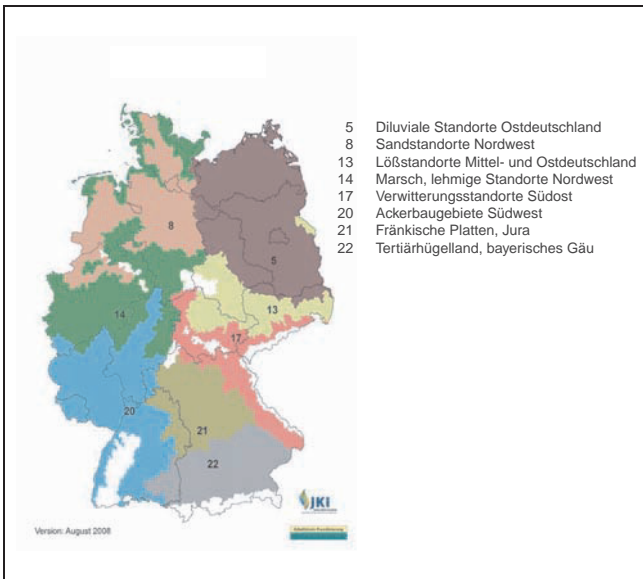 5 Diluviale Standorte Ostdeutschland
8 Sandstandorte Nordwest
13 Lößstandorte Mittel- und Ostdeutschland
14 Marsch, lehmige Standorte Nordwest
17 Verwitterungsstandorte Südost
20 Ackerbaugebiete Südwest
21 Fränkische Platten, Jura
22 Tertiärhügelland, bayerisches Gäu
8
5
14
13
17
20
21
22
JKI
Version: August 2008